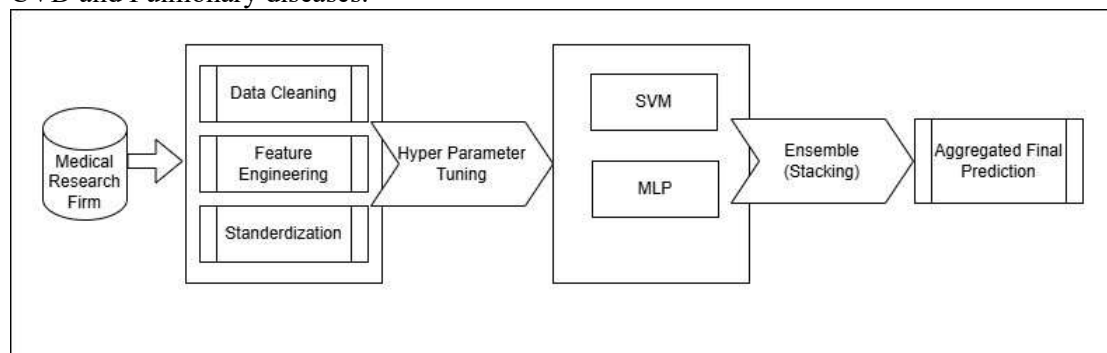 CVD and Pulmonary diseases.
Medical
Research
Firm
Data Cleaning
Feature
Engineering
Standerdization
Hyper Parameter
Tuning
SVM
MLP
Ensemble
(Stacking)
Aggregated Final
Prediction